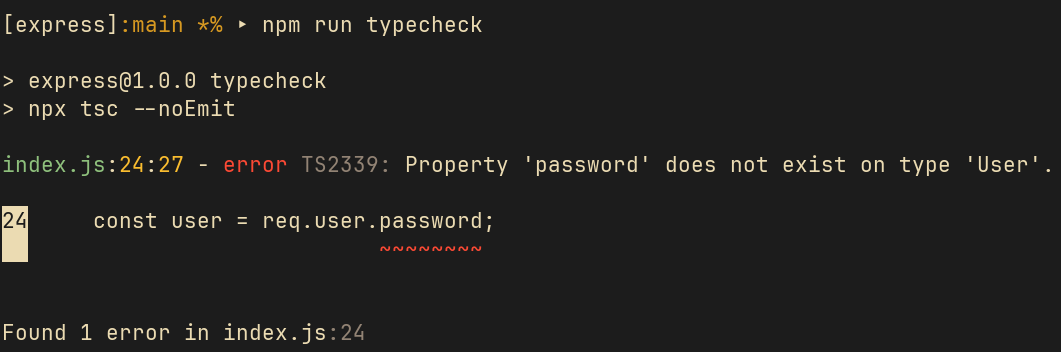 [express]:main *% ‣ npm run typecheck
> express@1.0.0 typecheck
> npx tsc --noEmit
index.js:24:27 - error TS2339: Property 'password' does not exist on type 'User'.
24     const user = req.user.password;
~~~~~~~~
Found 1 error in index.js:24